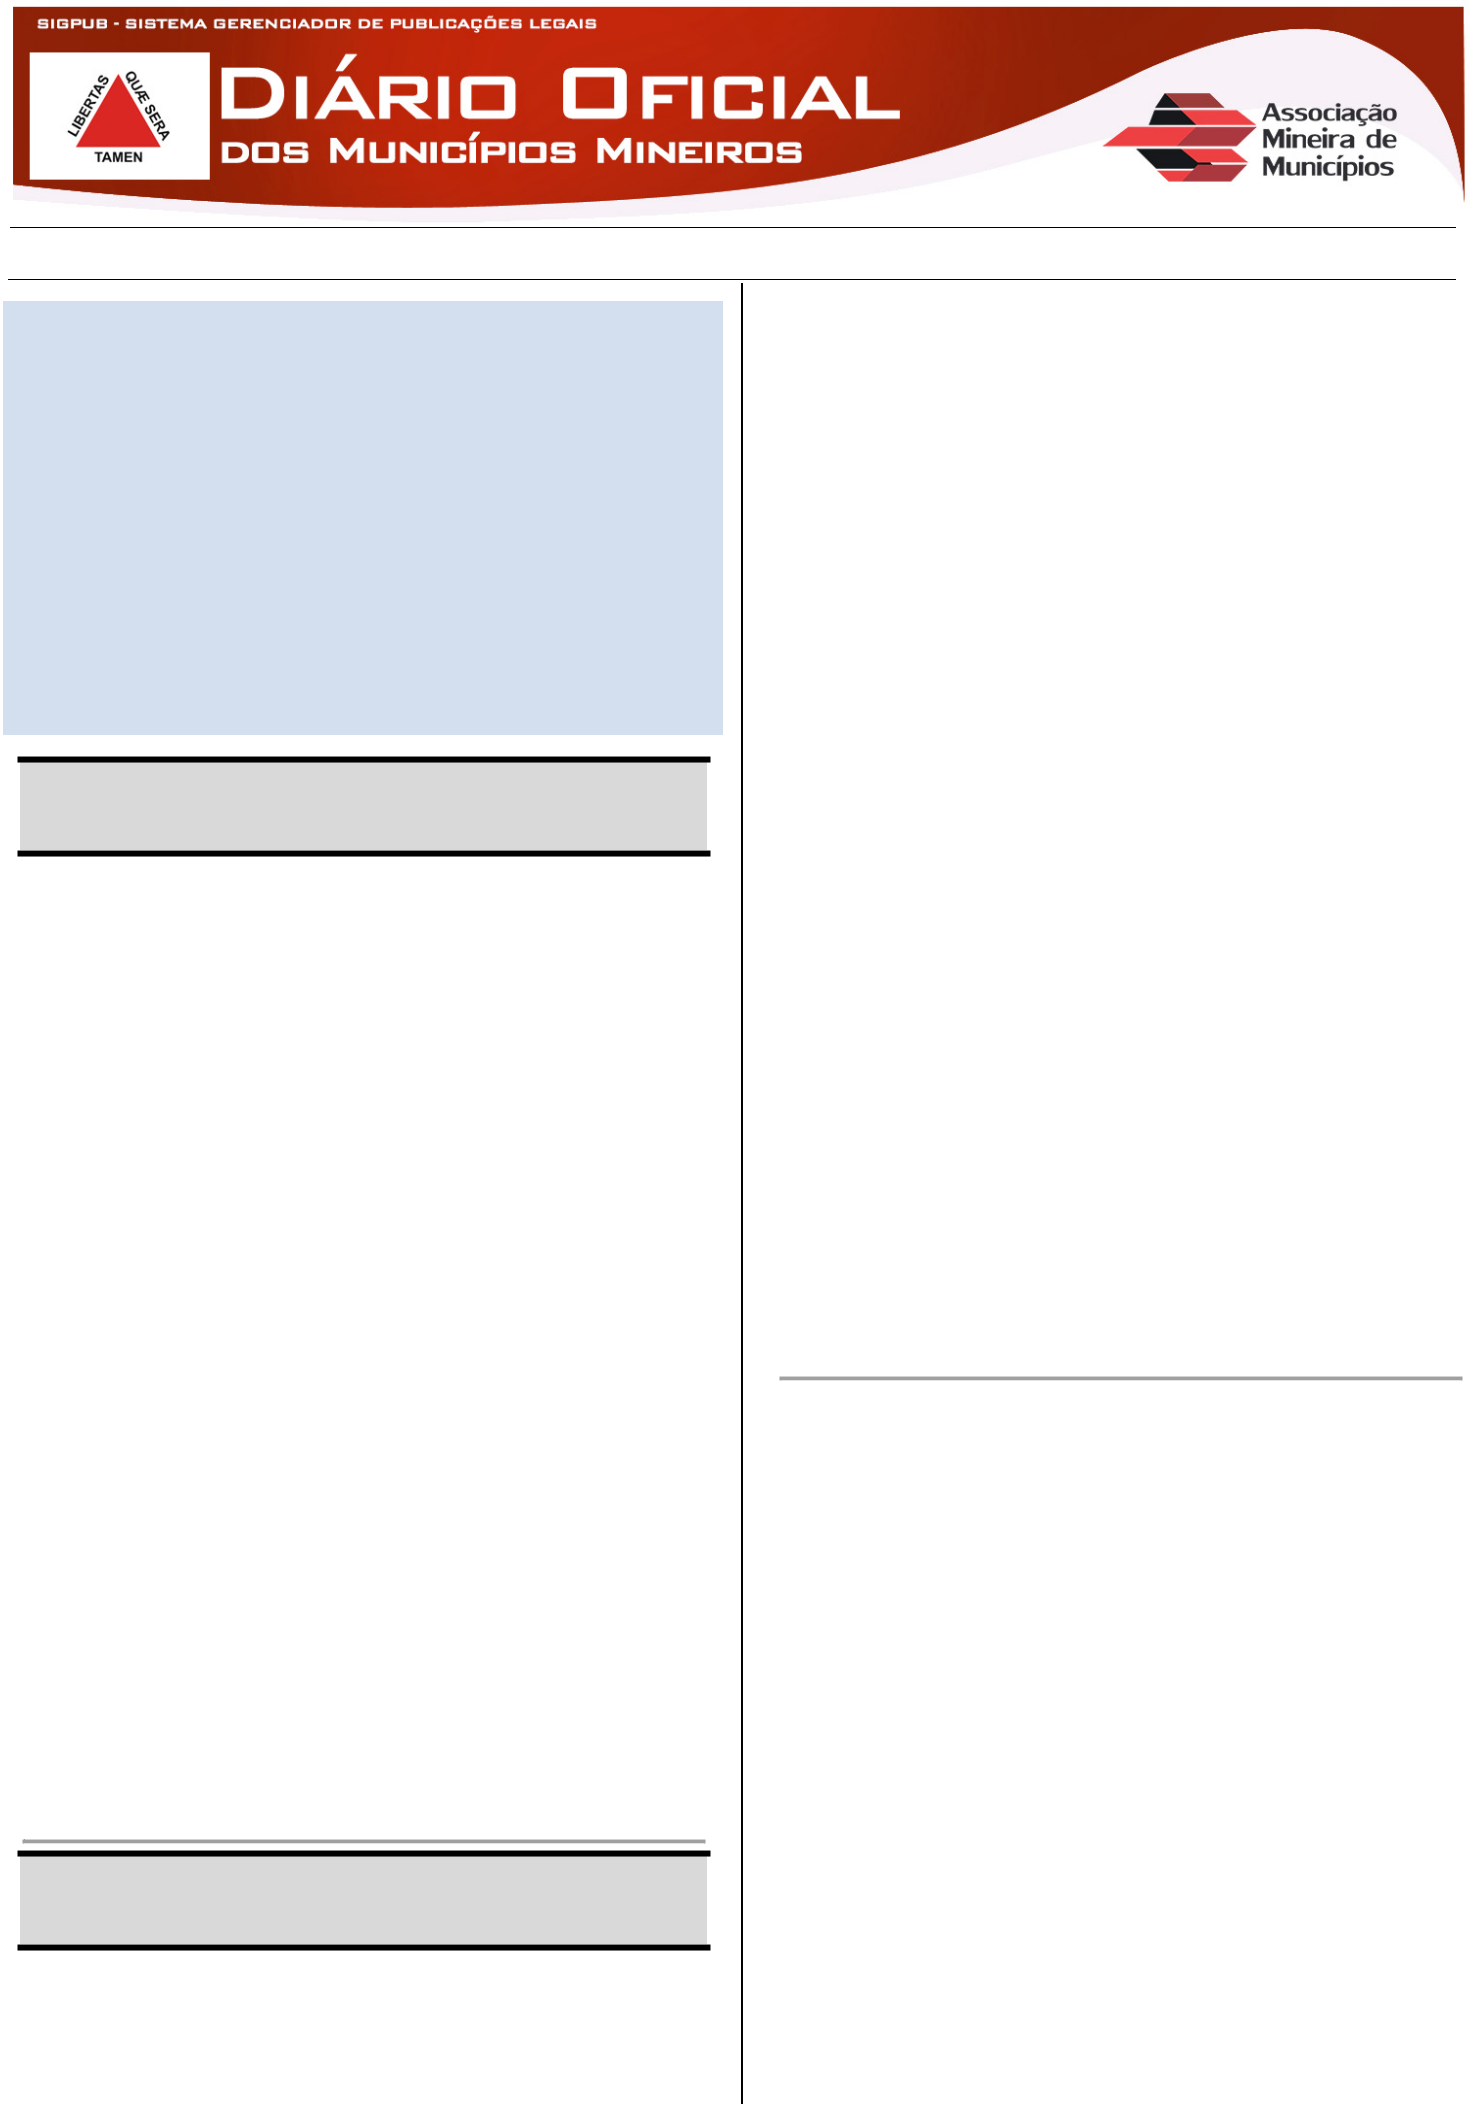 SIGPUB - SISTEMA GERENCIADOR DE PUBLICAÇÕES LEGAIS
LIBERTAS QUÆ SERA
TAMEN
DIÁRIO OFICIAL
DOS MUNICÍPIOS MINEIROS
Associação
Mineira de
Municípios